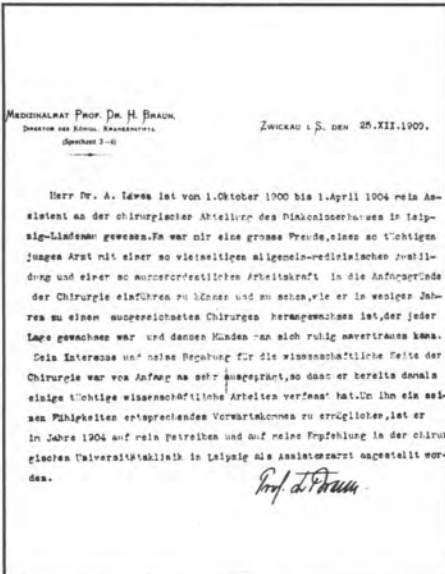 MEDIZINALRAT PROF. DR. H. BRAUN,
DIREKTOR DES KÖNIGL. KRANKENSTIFTS.
(Sprechzeit 3–4)
ZWICKAU I. S. DEN 25.XII.1909.
Herr Dr. A. Läwen ist von 1.Oktober 1900 bis 1.April 1904 mein As-
sistent an der chirurgischen Abteilung des Diakonissenhauses in Leip-
zig-Lindenau gewesen.Es war mir eine grosse Freude,einen so tüchtigen
jungen Arzt mit einer so vielseitigen allgemein-medizinischen Ausbil-
dung und einer so ausserordentlichen Arbeitskraft in die Anfangsgründe
der Chirurgie einführen zu können und zu sehen,wie er in wenigen Jah-
ren zu einem ausgezeichneten Chirurgen herangewachsen ist,der jeder
Lage gewachsen war und dessen Händen man sich ruhig anvertrauen kann.
Sein Interesse und seine Begabung für die wissenschaftliche Seite der
Chirurgie war von Anfang an sehr ausgeprägt,so dass er bereits damals
einige tüchtige wissenschaftliche Arbeiten verfasst hat.Um ihm ein sei-
nen Fähigkeiten entsprechendes Vorwärtskommen zu ermöglichen,ist er
im Jahre 1904 auf mein Betreiben und auf meine Empfehlung in der chirur
gischen Universitätsklinik in Leipzig als Assistenzarzt angestellt wor-
den.
Prof. Dr. Braun.